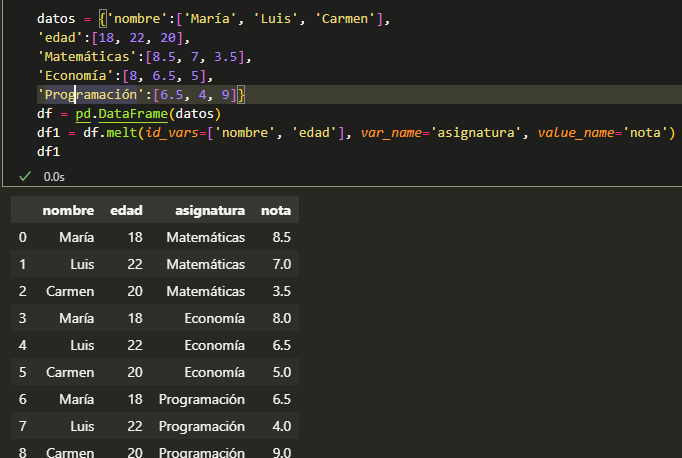 datos = {'nombre':['María', 'Luis', 'Carmen'],
'edad':[18, 22, 20],
'Matemáticas':[8.5, 7, 3.5],
'Economía':[8, 6.5, 5],
'Programación':[6.5, 4, 9]}
df = pd.DataFrame(datos)
df1 = df.melt(id_vars=['nombre', 'edad'], var_name='asignatura', value_name='nota')
df1
0.0s
nombre edad asignatura nota
0 María 18 Matemáticas 8.5
1 Luis 22 Matemáticas 7.0
2 Carmen 20 Matemáticas 3.5
3 María 18 Economía 8.0
4 Luis 22 Economía 6.5
5 Carmen 20 Economía 5.0
6 María 18 Programación 6.5
7 Luis 22 Programación 4.0
8 Carmen 20 Programación 9.0